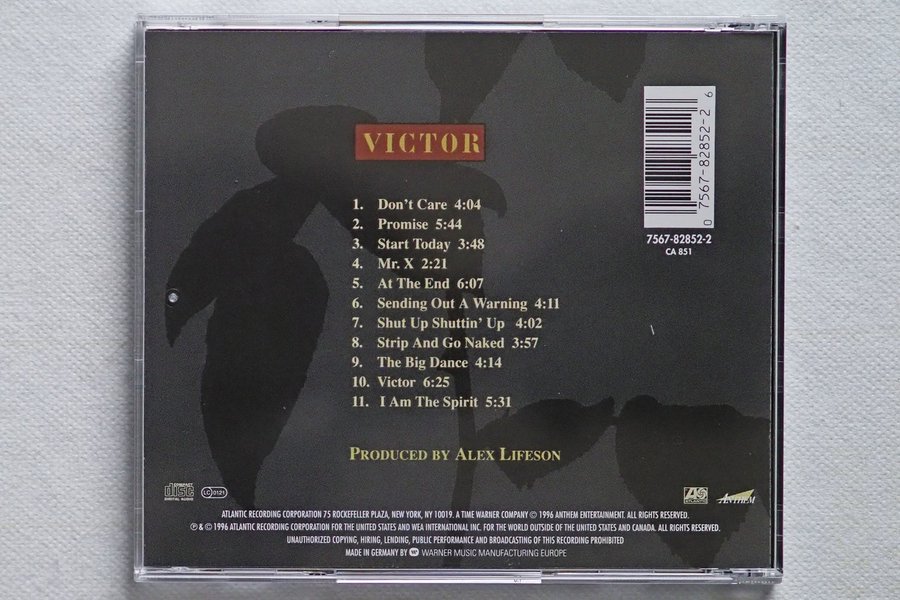 VICTOR
1. Don't Care 4:04
2. Promise 5:44
3. Start Today 3:48
4. Mr. X 2:21
5. At The End 6:07
6. Sending Out A Warning 4:11
7. Shut Up Shuttin' Up 4:02
8. Strip And Go Naked 3:57
9. The Big Dance 4:14
10. Victor 6:25
11. I Am The Spirit 5:31
PRODUCED BY ALEX LIFESON
0 7567-82852-2 6
7567-82852-2
CA 851
COMPACT
disc
DIGITAL AUDIO
LC 0121
ATLANTIC
ANTHEM
ATLANTIC RECORDING CORPORATION 75 ROCKEFELLER PLAZA, NEW YORK, NY 10019. A TIME WARNER COMPANY © 1996 ANTHEM ENTERTAINMENT. ALL RIGHTS RESERVED.
℗ & © 1996 ATLANTIC RECORDING CORPORATION FOR THE UNITED STATES AND WEA INTERNATIONAL INC. FOR THE WORLD OUTSIDE OF THE UNITED STATES AND CANADA. ALL RIGHTS RESERVED.
UNAUTHORIZED COPYING, HIRING, LENDING, PUBLIC PERFORMANCE AND BROADCASTING OF THIS RECORDING PROHIBITED
MADE IN GERMANY BY WARNER MUSIC MANUFACTURING EUROPE